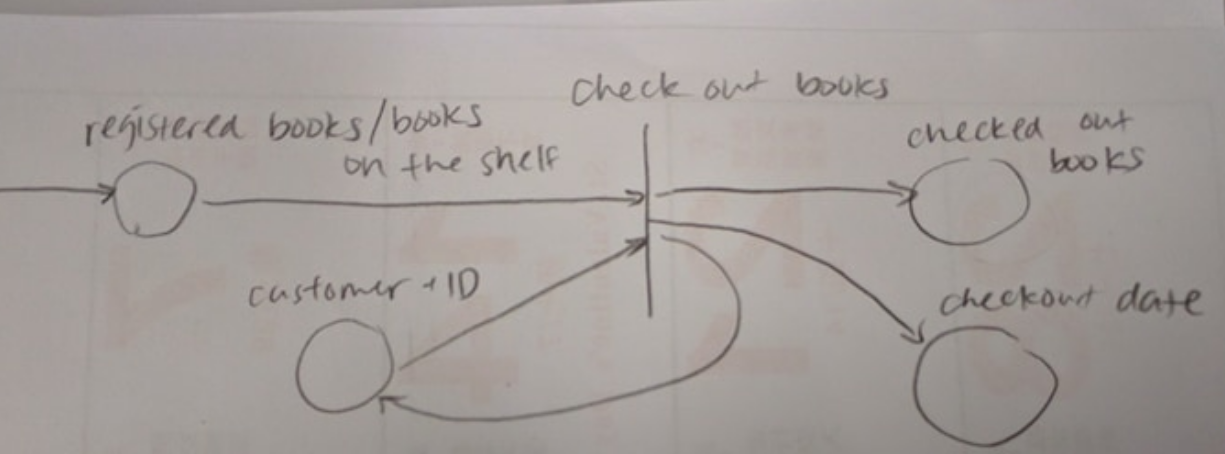 check out books
registered books/books
on the shelf
checked out
books
customer + ID
checkout date